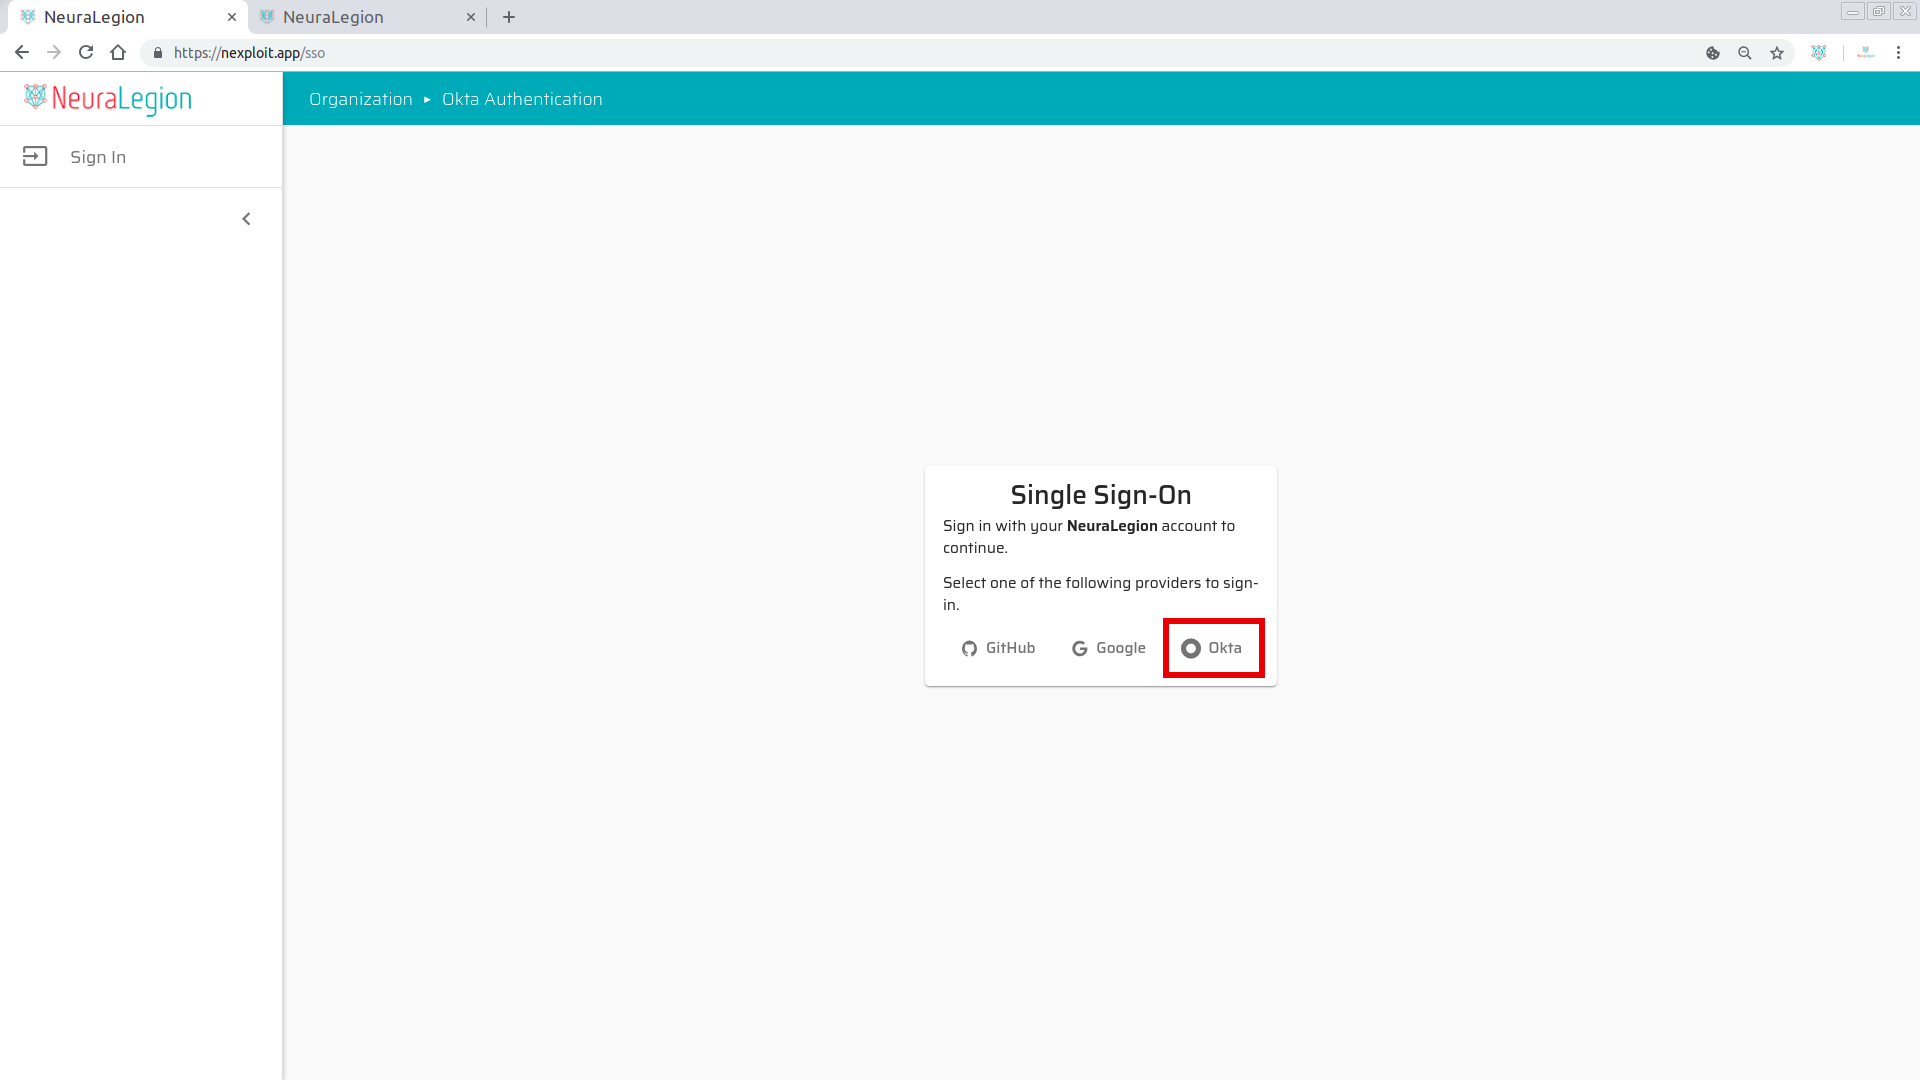 NeuraLegion
NeuraLegion
https://nexploit.app/sso
NeuraLegion
Organization ▸ Okta Authentication
Sign In
Single Sign-On
Sign in with your NeuraLegion account to
continue.
Select one of the following providers to sign-
in.
GitHub
Google
Okta